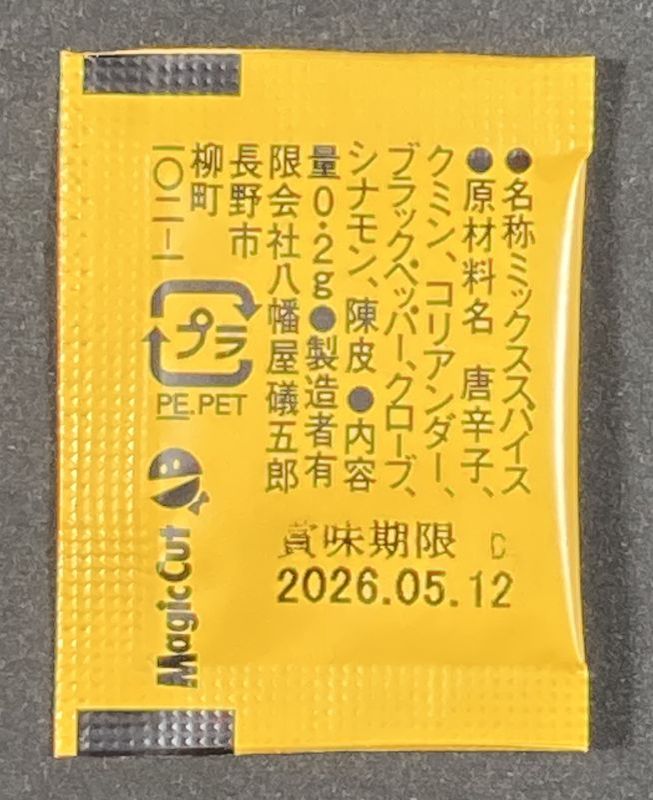 ●名称ミックススパイス
●原材料名　唐辛子、
クミン、コリアンダー、
ブラックペッパー、クローブ、
シナモン、陳皮●内容
量0.2g●製造者有
限会社八幡屋礒五郎
長野市
柳町
一〇二一一
プラ
PE.PET
MagicCut
賞味期限 D
2026.05.12